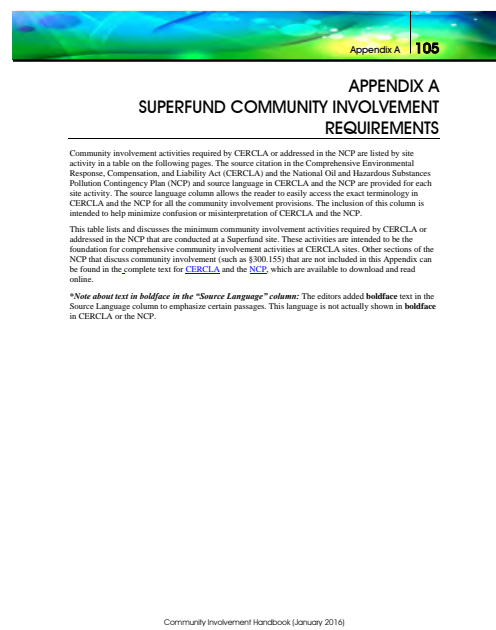 Appendix A 105
APPENDIX A
SUPERFUND COMMUNITY INVOLVEMENT
REQUIREMENTS
Community involvement activities required by CERCLA or addressed in the NCP are listed by site
activity in a table on the following pages. The source citation in the Comprehensive Environmental
Response, Compensation, and Liability Act (CERCLA) and the National Oil and Hazardous Substances
Pollution Contingency Plan (NCP) and source language in CERCLA and the NCP are provided for each
site activity. The source language column allows the reader to easily access the exact terminology in
CERCLA and the NCP for all the community involvement provisions. The inclusion of this column is
intended to help minimize confusion or misinterpretation of CERCLA and the NCP.
This table lists and discusses the minimum community involvement activities required by CERCLA or
addressed in the NCP that are conducted at a Superfund site. These activities are intended to be the
foundation for comprehensive community involvement activities at CERCLA sites. Other sections of the
NCP that discuss community involvement (such as §300.155) that are not included in this Appendix can
be found in the complete text for CERCLA and the NCP, which are available to download and read
online.
*Note about text in boldface in the “Source Language” column: The editors added boldface text in the
Source Language column to emphasize certain passages. This language is not actually shown in boldface
in CERCLA or the NCP.
Community Involvement Handbook (January 2016)